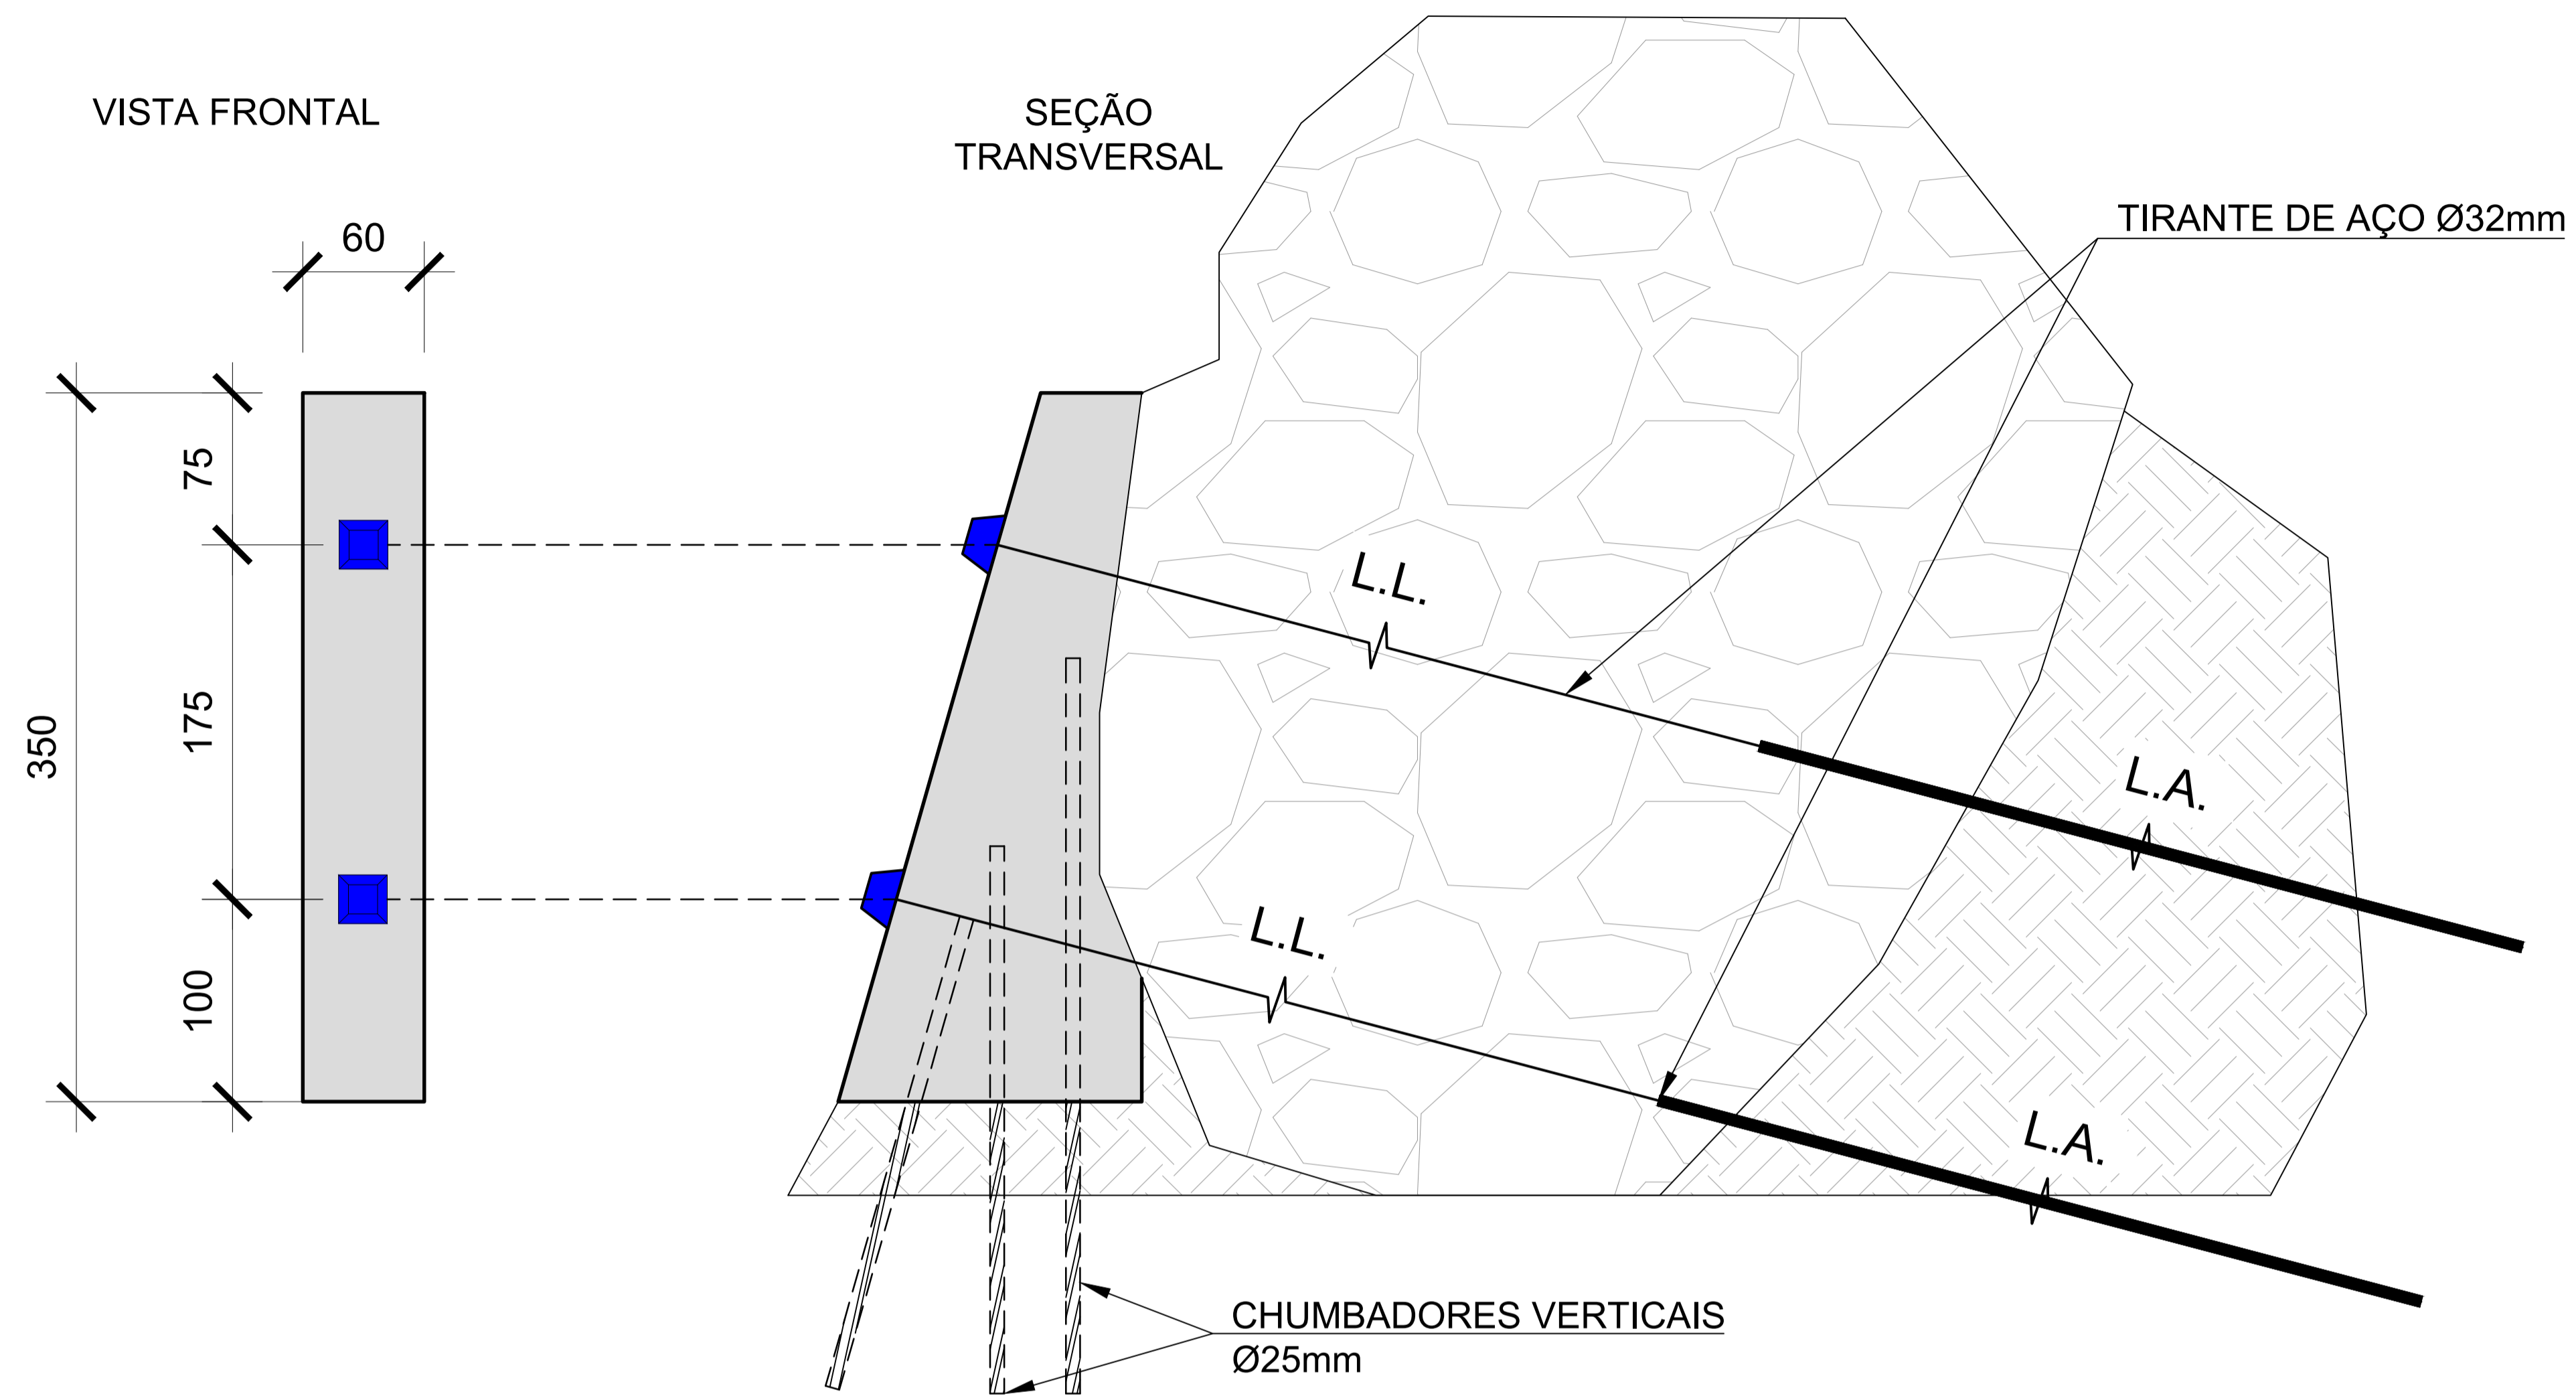 VISTA FRONTAL
SEÇÃO
TRANSVERSAL
TIRANTE DE AÇO Ø32mm
60
75
175
350
100
L.L.
L.A.
L.L.
L.A.
CHUMBADORES VERTICAIS
Ø25mm